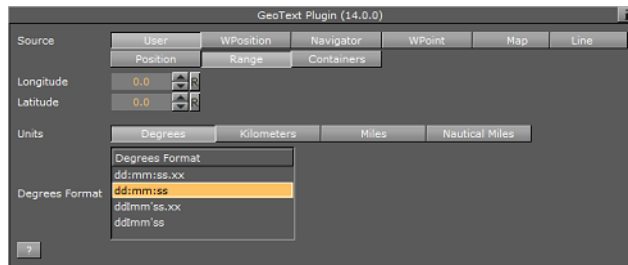 GeoText Plugin (14.0.0)
Source User WPosition Navigator WPoint Map Line
Position Range Containers
Longitude 0.0 R
Latitude 0.0 R
Units Degrees Kilometers Miles Nautical Miles
Degrees Format
dd:mm:ss.xx
Degrees Format dd:mm:ss
ddImm'ss.xx
ddImm'ss
?